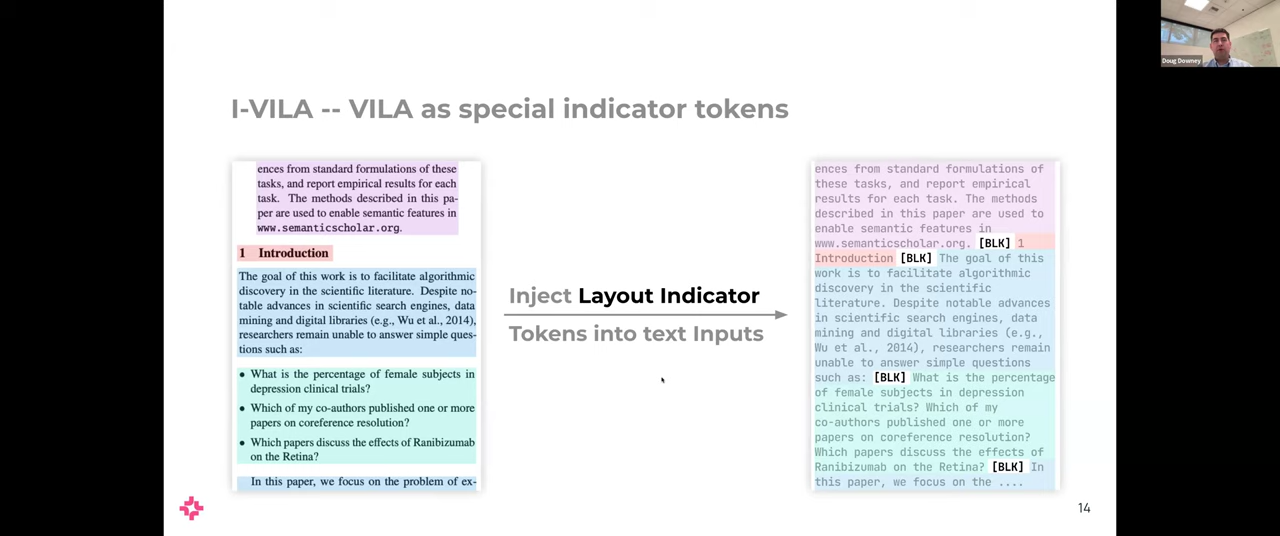 Doug Downey
I-VILA -- VILA as special indicator tokens
ences from standard formulations of these
tasks, and report empirical results for each
task. The methods described in this pa-
per are used to enable semantic features in
www.semanticscholar.org.
1 Introduction
The goal of this work is to facilitate algorithmic
discovery in the scientific literature. Despite no-
table advances in scientific search engines, data
mining and digital libraries (e.g., Wu et al., 2014),
researchers remain unable to answer simple ques-
tions such as:
• What is the percentage of female subjects in
depression clinical trials?
• Which of my co-authors published one or more
papers on coreference resolution?
• Which papers discuss the effects of Ranibizumab
on the Retina?
In this paper, we focus on the problem of ex-
Inject Layout Indicator
Tokens into text Inputs
ences from standard formulations of
these tasks, and report empirical
results for each task. The methods
described in this paper are used to
enable semantic features in
www.semanticscholar.org. [BLK] 1
Introduction [BLK] The goal of this
work is to facilitate algorithmic
discovery in the scientific
literature. Despite notable advances
in scientific search engines, data
mining and digital libraries (e.g.,
Wu et al., 2014), researchers remain
unable to answer simple questions
such as: [BLK] What is the percentage
of female subjects in depression
clinical trials? Which of my
co-authors published one or more
papers on coreference resolution?
Which papers discuss the effects of
Ranibizumab on the Retina? [BLK] In
this paper, we focus on the ....
14